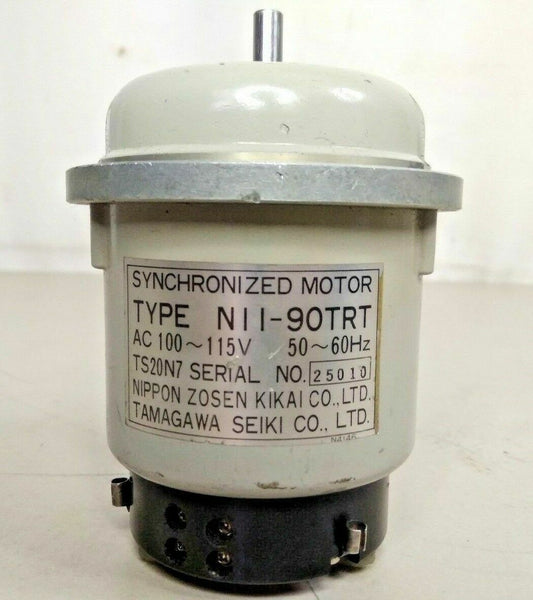 SYNCHRONIZED MOTOR
TYPE N11-90TRT
AC 100~115V 50~60Hz
TS20N7 SERIAL NO. 25010
NIPPON ZOSEN KIKAI CO., LTD.
TAMAGAWA SEIKI CO., LTD.